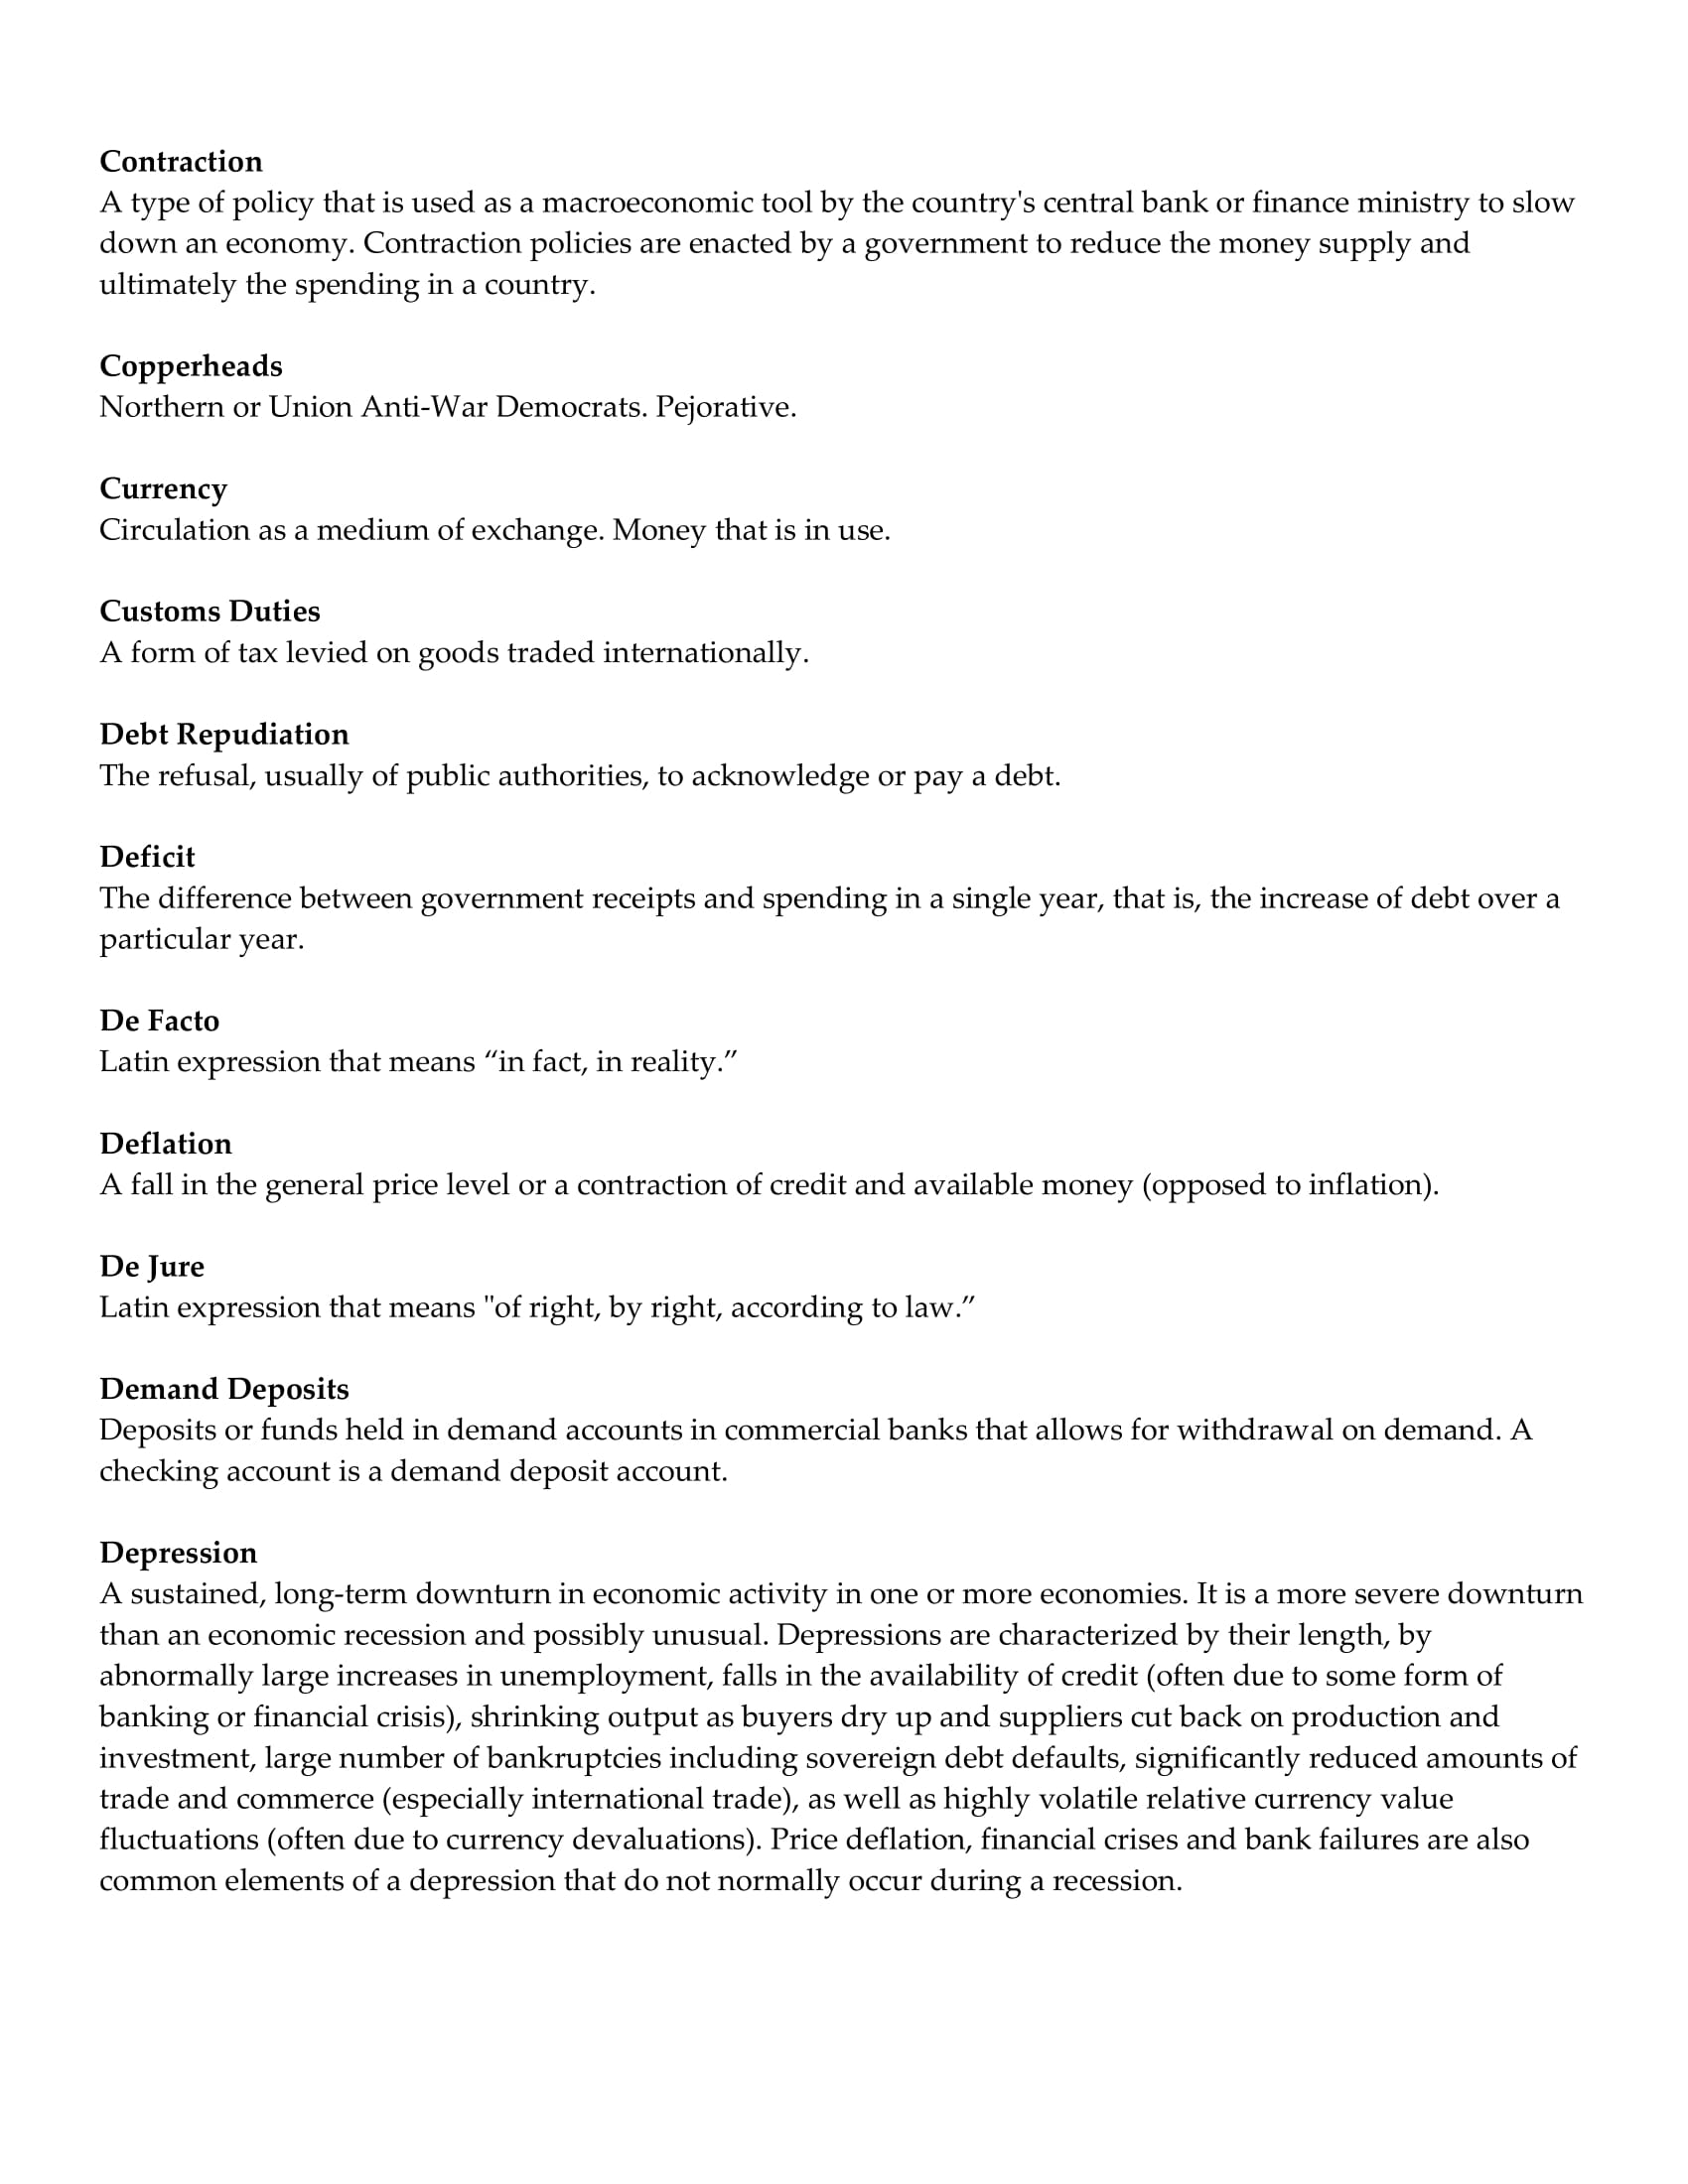 Contraction
A type of policy that is used as a macroeconomic tool by the country's central bank or finance ministry to slow
down an economy. Contraction policies are enacted by a government to reduce the money supply and
ultimately the spending in a country.
Copperheads
Northern or Union Anti-War Democrats. Pejorative.
Currency
Circulation as a medium of exchange. Money that is in use.
Customs Duties
A form of tax levied on goods traded internationally.
Debt Repudiation
The refusal, usually of public authorities, to acknowledge or pay a debt.
Deficit
The difference between government receipts and spending in a single year, that is, the increase of debt over a
particular year.
De Facto
Latin expression that means “in fact, in reality.”
Deflation
A fall in the general price level or a contraction of credit and available money (opposed to inflation).
De Jure
Latin expression that means "of right, by right, according to law.”
Demand Deposits
Deposits or funds held in demand accounts in commercial banks that allows for withdrawal on demand. A
checking account is a demand deposit account.
Depression
A sustained, long-term downturn in economic activity in one or more economies. It is a more severe downturn
than an economic recession and possibly unusual. Depressions are characterized by their length, by
abnormally large increases in unemployment, falls in the availability of credit (often due to some form of
banking or financial crisis), shrinking output as buyers dry up and suppliers cut back on production and
investment, large number of bankruptcies including sovereign debt defaults, significantly reduced amounts of
trade and commerce (especially international trade), as well as highly volatile relative currency value
fluctuations (often due to currency devaluations). Price deflation, financial crises and bank failures are also
common elements of a depression that do not normally occur during a recession.